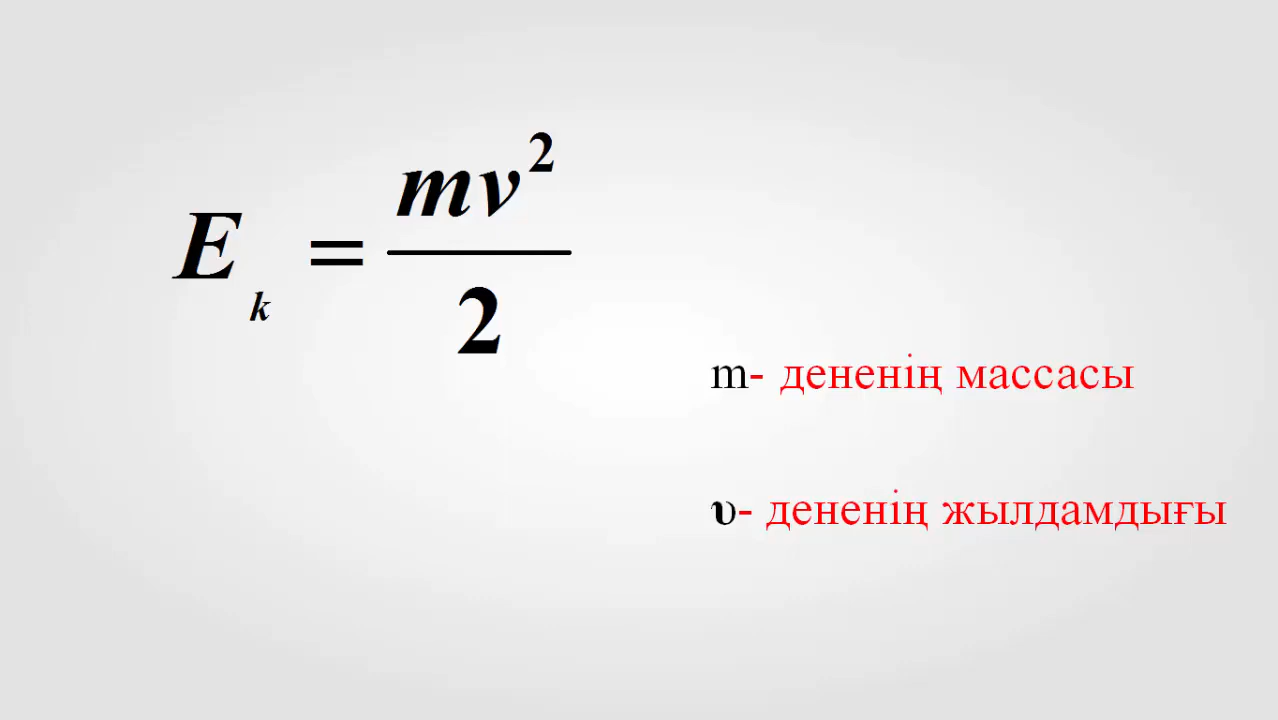 E_k = mv²/2
m- дененің массасы
υ- дененің жылдамдығы